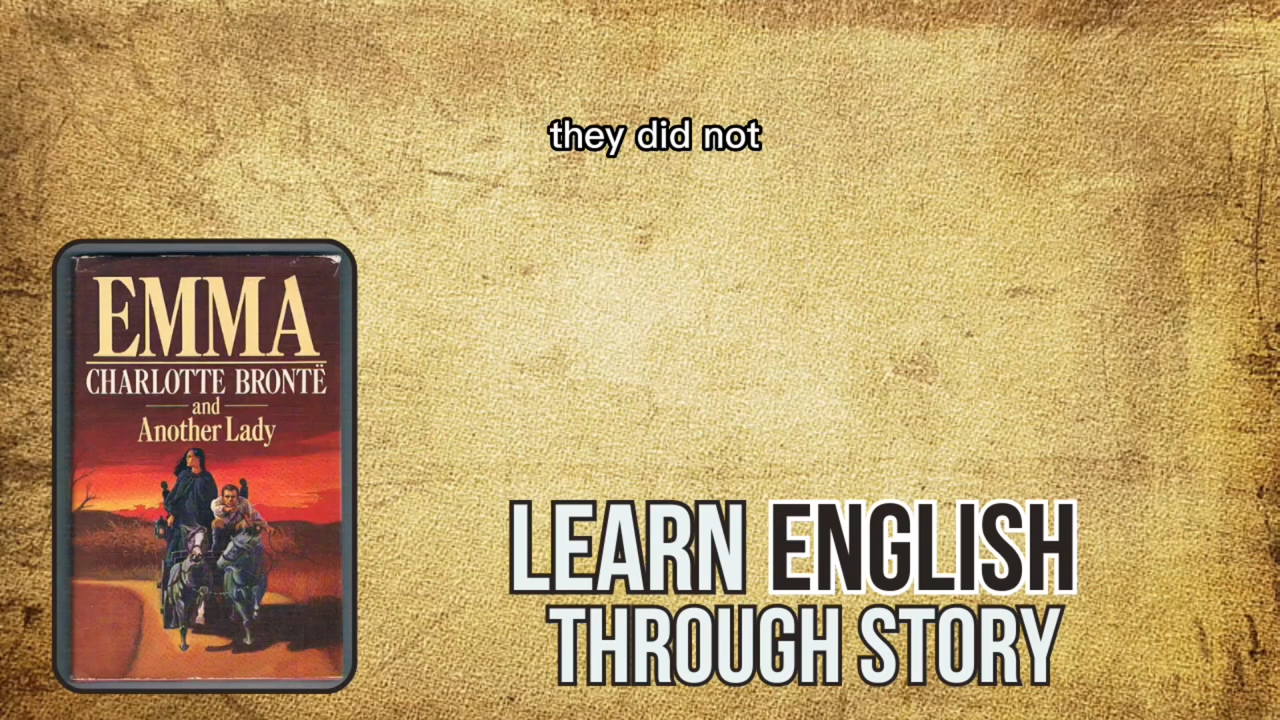 they did not
EMMA
CHARLOTTE BRONTË
and
Another Lady
LEARN ENGLISH
THROUGH STORY